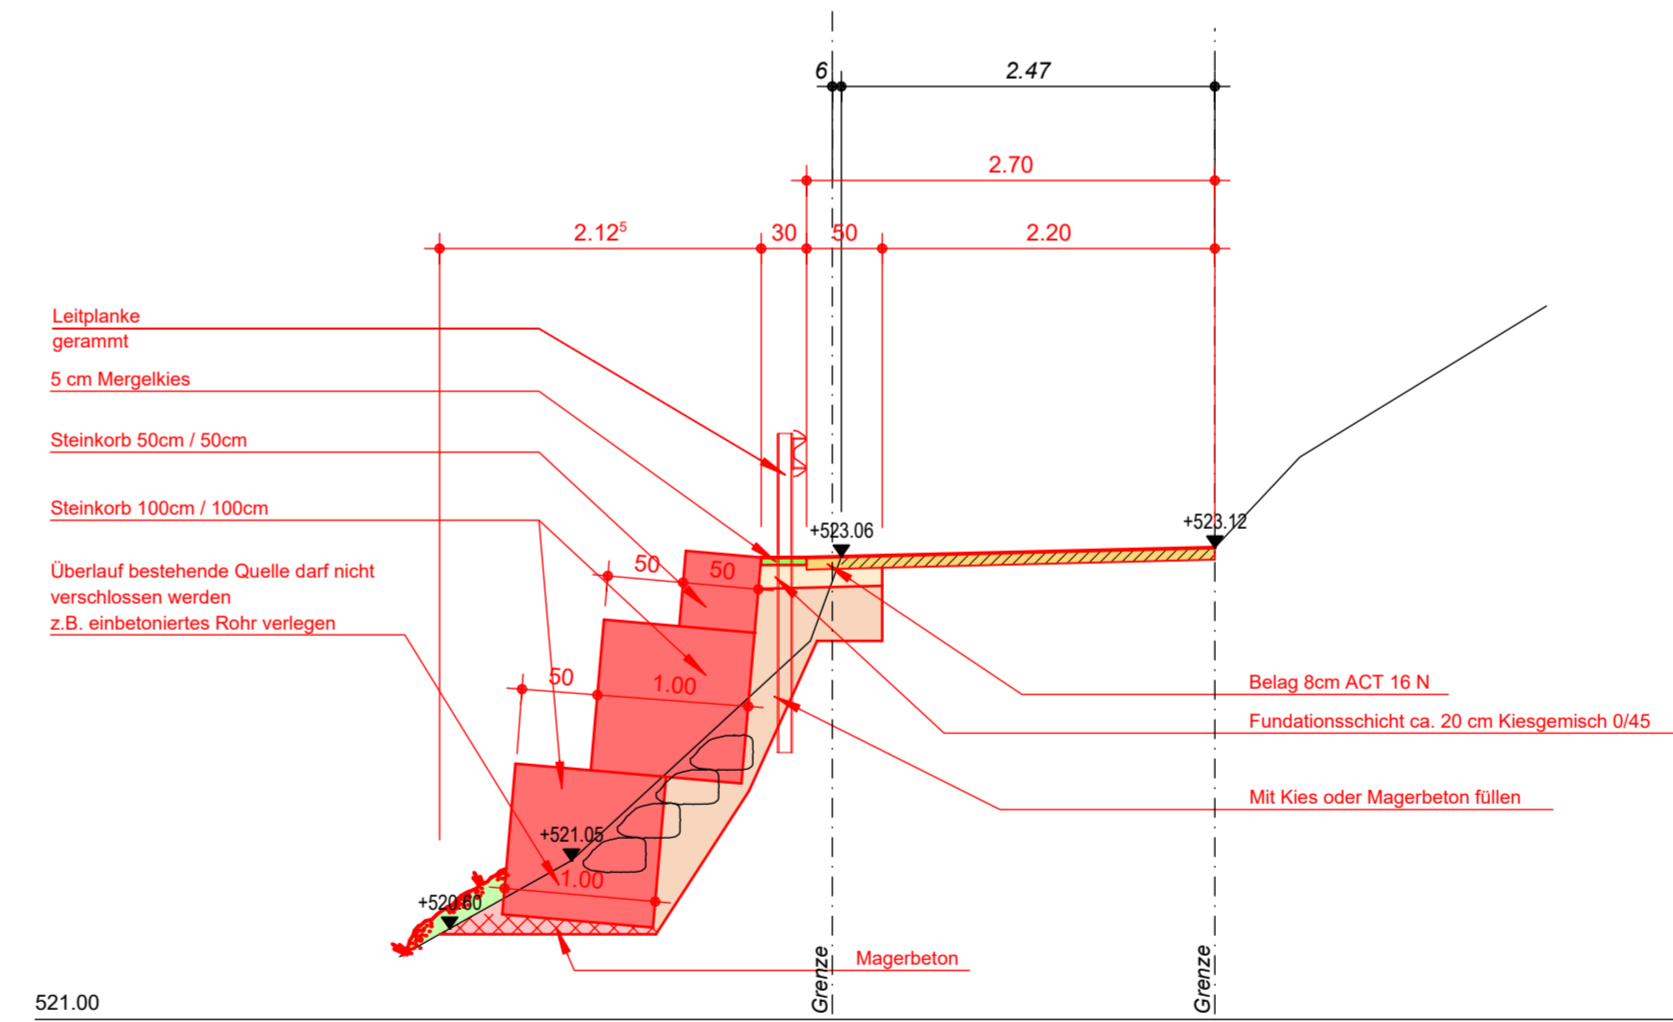 6 2.47
2.70
2.12⁵ 30 50 2.20
Leitplanke
gerammt
5 cm Mergelkies
Steinkorb 50cm / 50cm
Steinkorb 100cm / 100cm
+523.06
+523.12
Überlauf bestehende Quelle darf nicht
verschlossen werden
z.B. einbetoniertes Rohr verlegen
50 50
50 1.00
Belag 8cm ACT 16 N
Fundationsschicht ca. 20 cm Kiesgemisch 0/45
Mit Kies oder Magerbeton füllen
+521.05
1.00
+520.60
Magerbeton
Grenze
Grenze
521.00